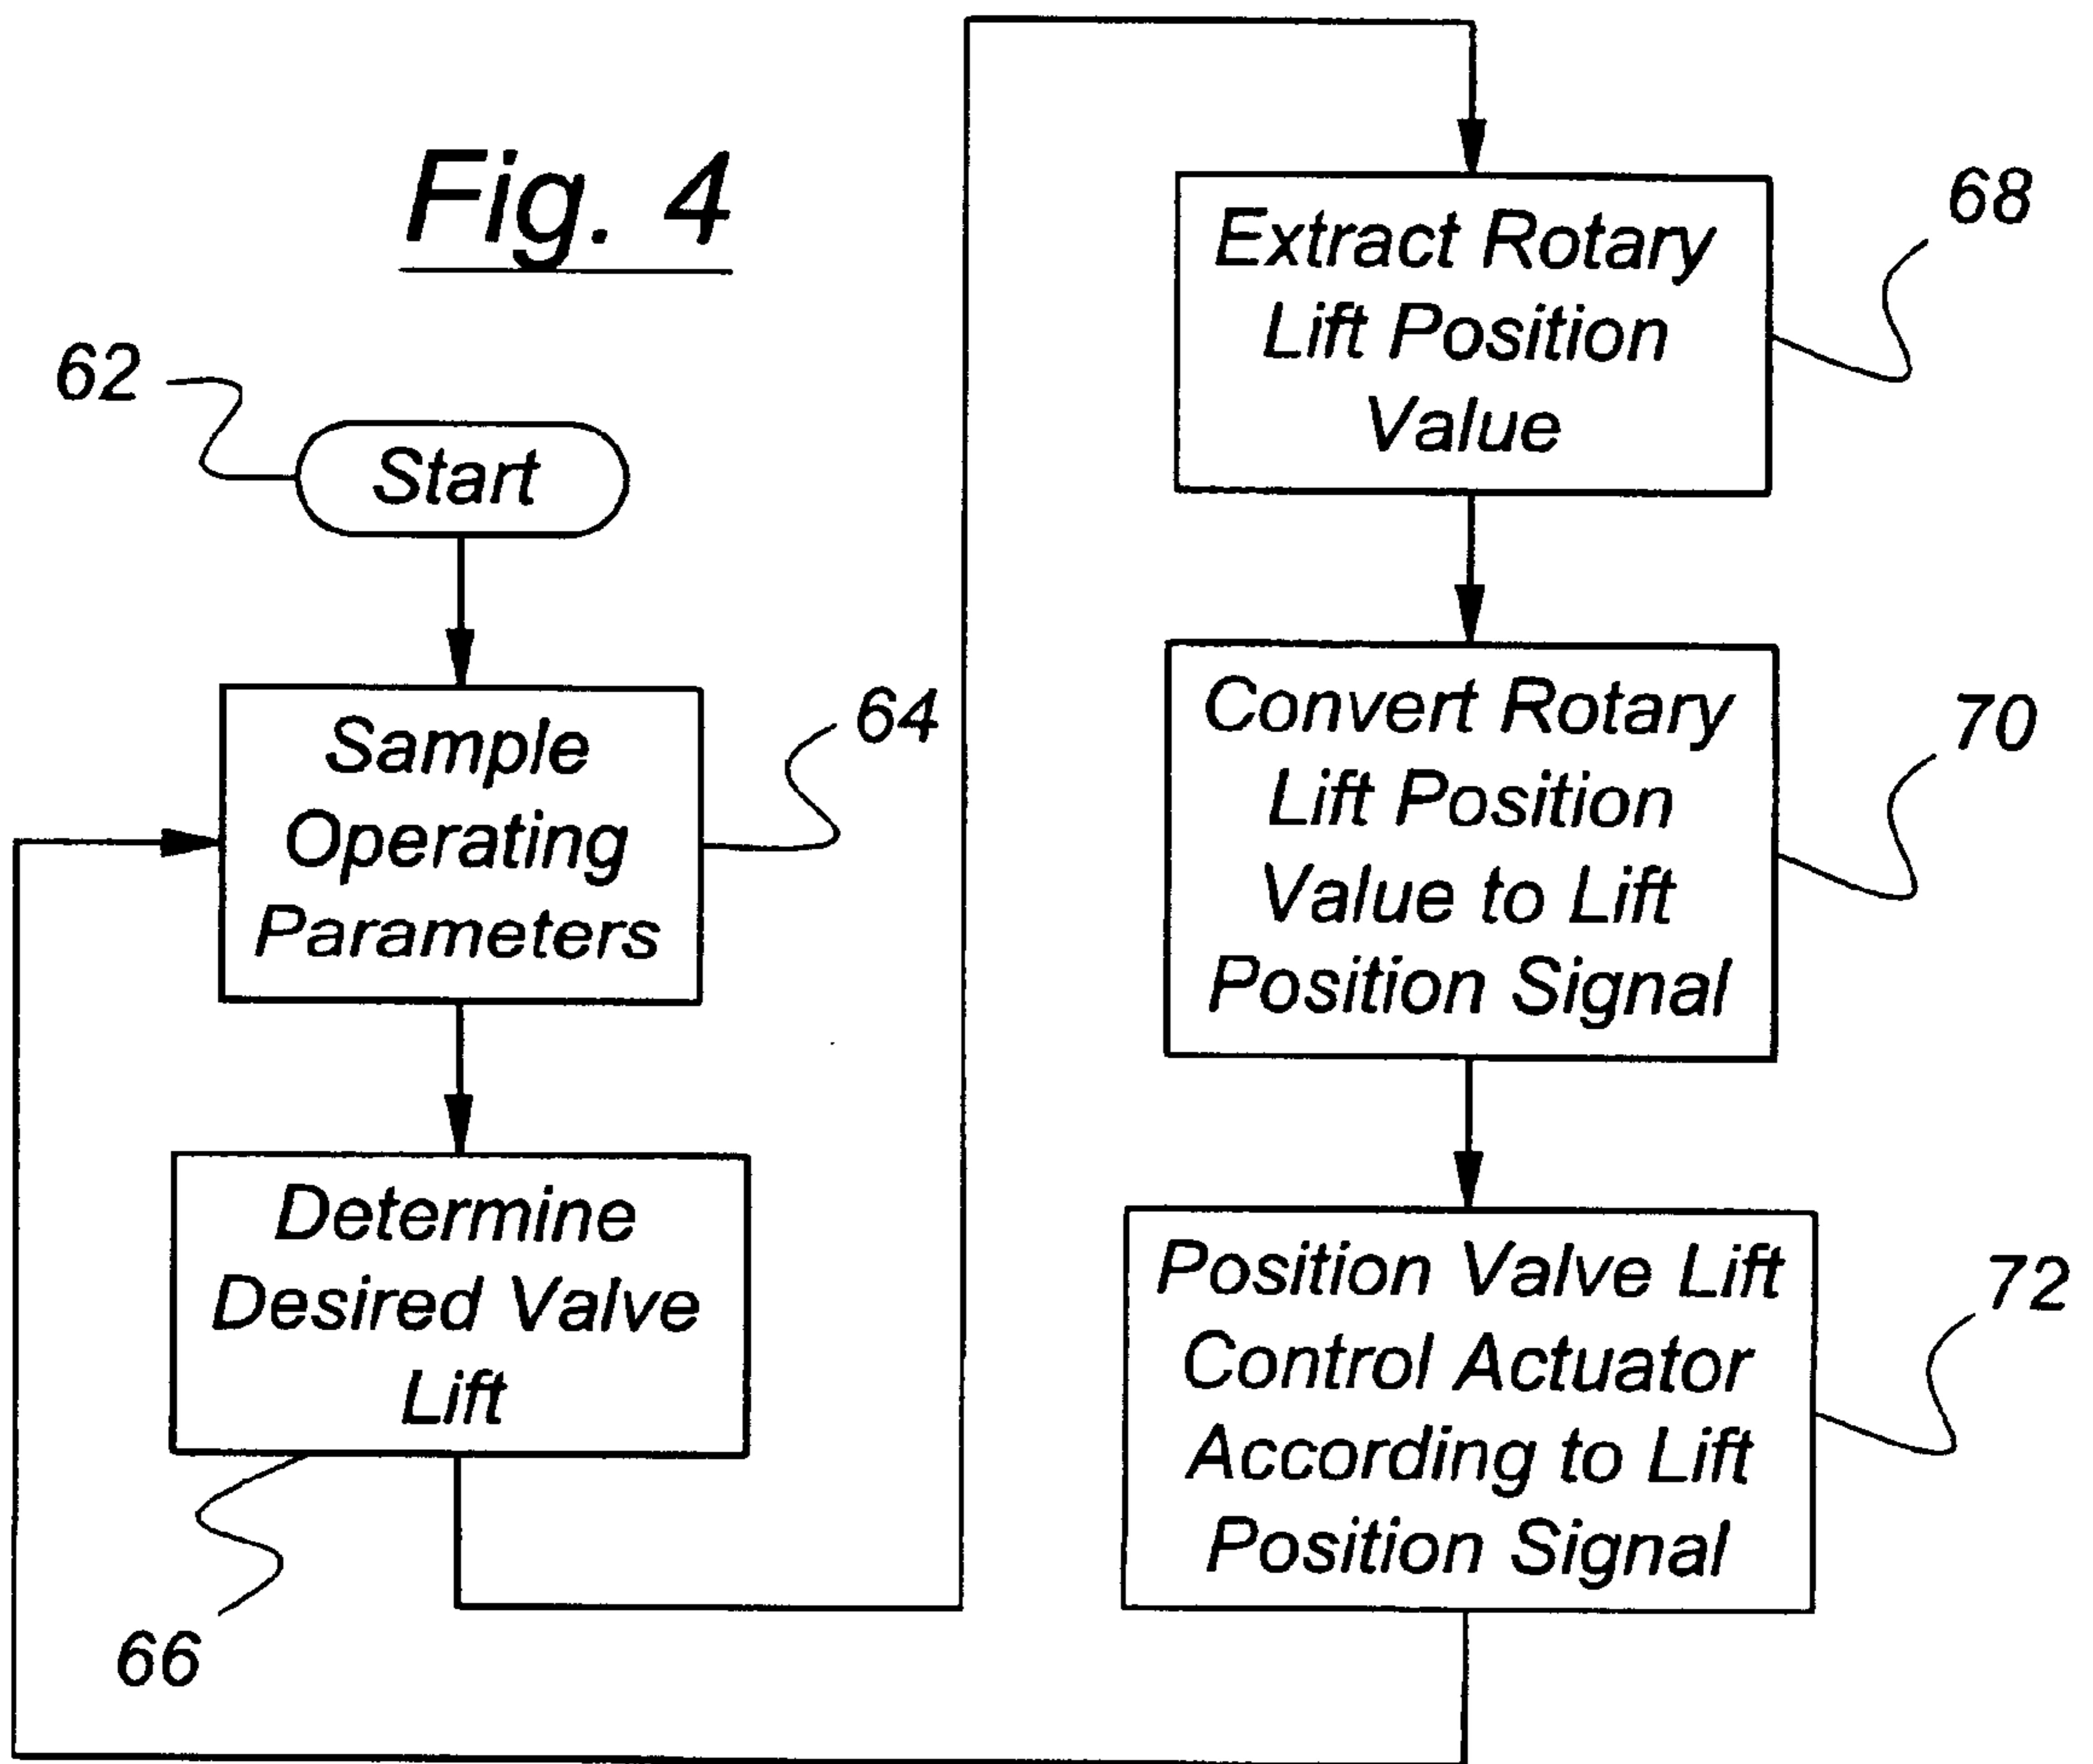 Fig. 4
62
Start
Sample
Operating
Parameters
64
Determine
Desired Valve
Lift
66
Extract Rotary
Lift Position
Value
68
Convert Rotary
Lift Position
Value to Lift
Position Signal
70
Position Valve Lift
Control Actuator
According to Lift
Position Signal
72